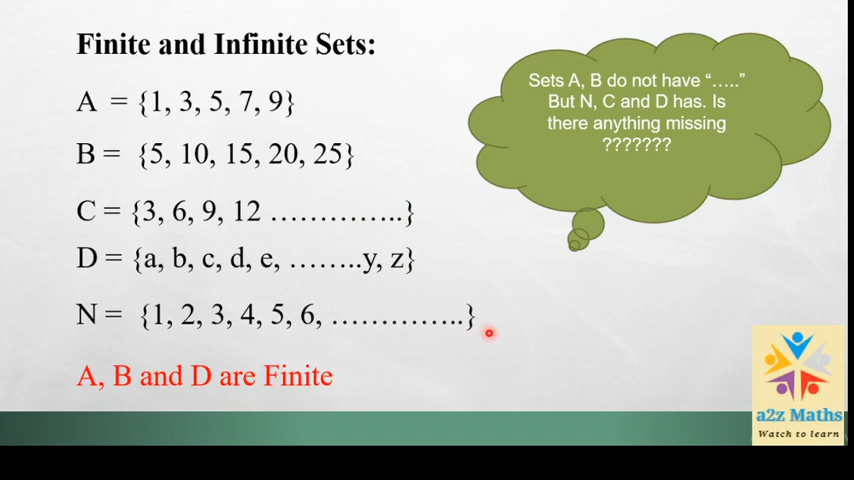 Finite and Infinite Sets:
A = {1, 3, 5, 7, 9}
B = {5, 10, 15, 20, 25}
C = {3, 6, 9, 12 …………..}
D = {a, b, c, d, e, ……..y, z}
N = {1, 2, 3, 4, 5, 6, …………..}
A, B and D are Finite
Sets A, B do not have “…..”
But N, C and D has. Is
there anything missing
???????
a2z Maths
Watch to learn